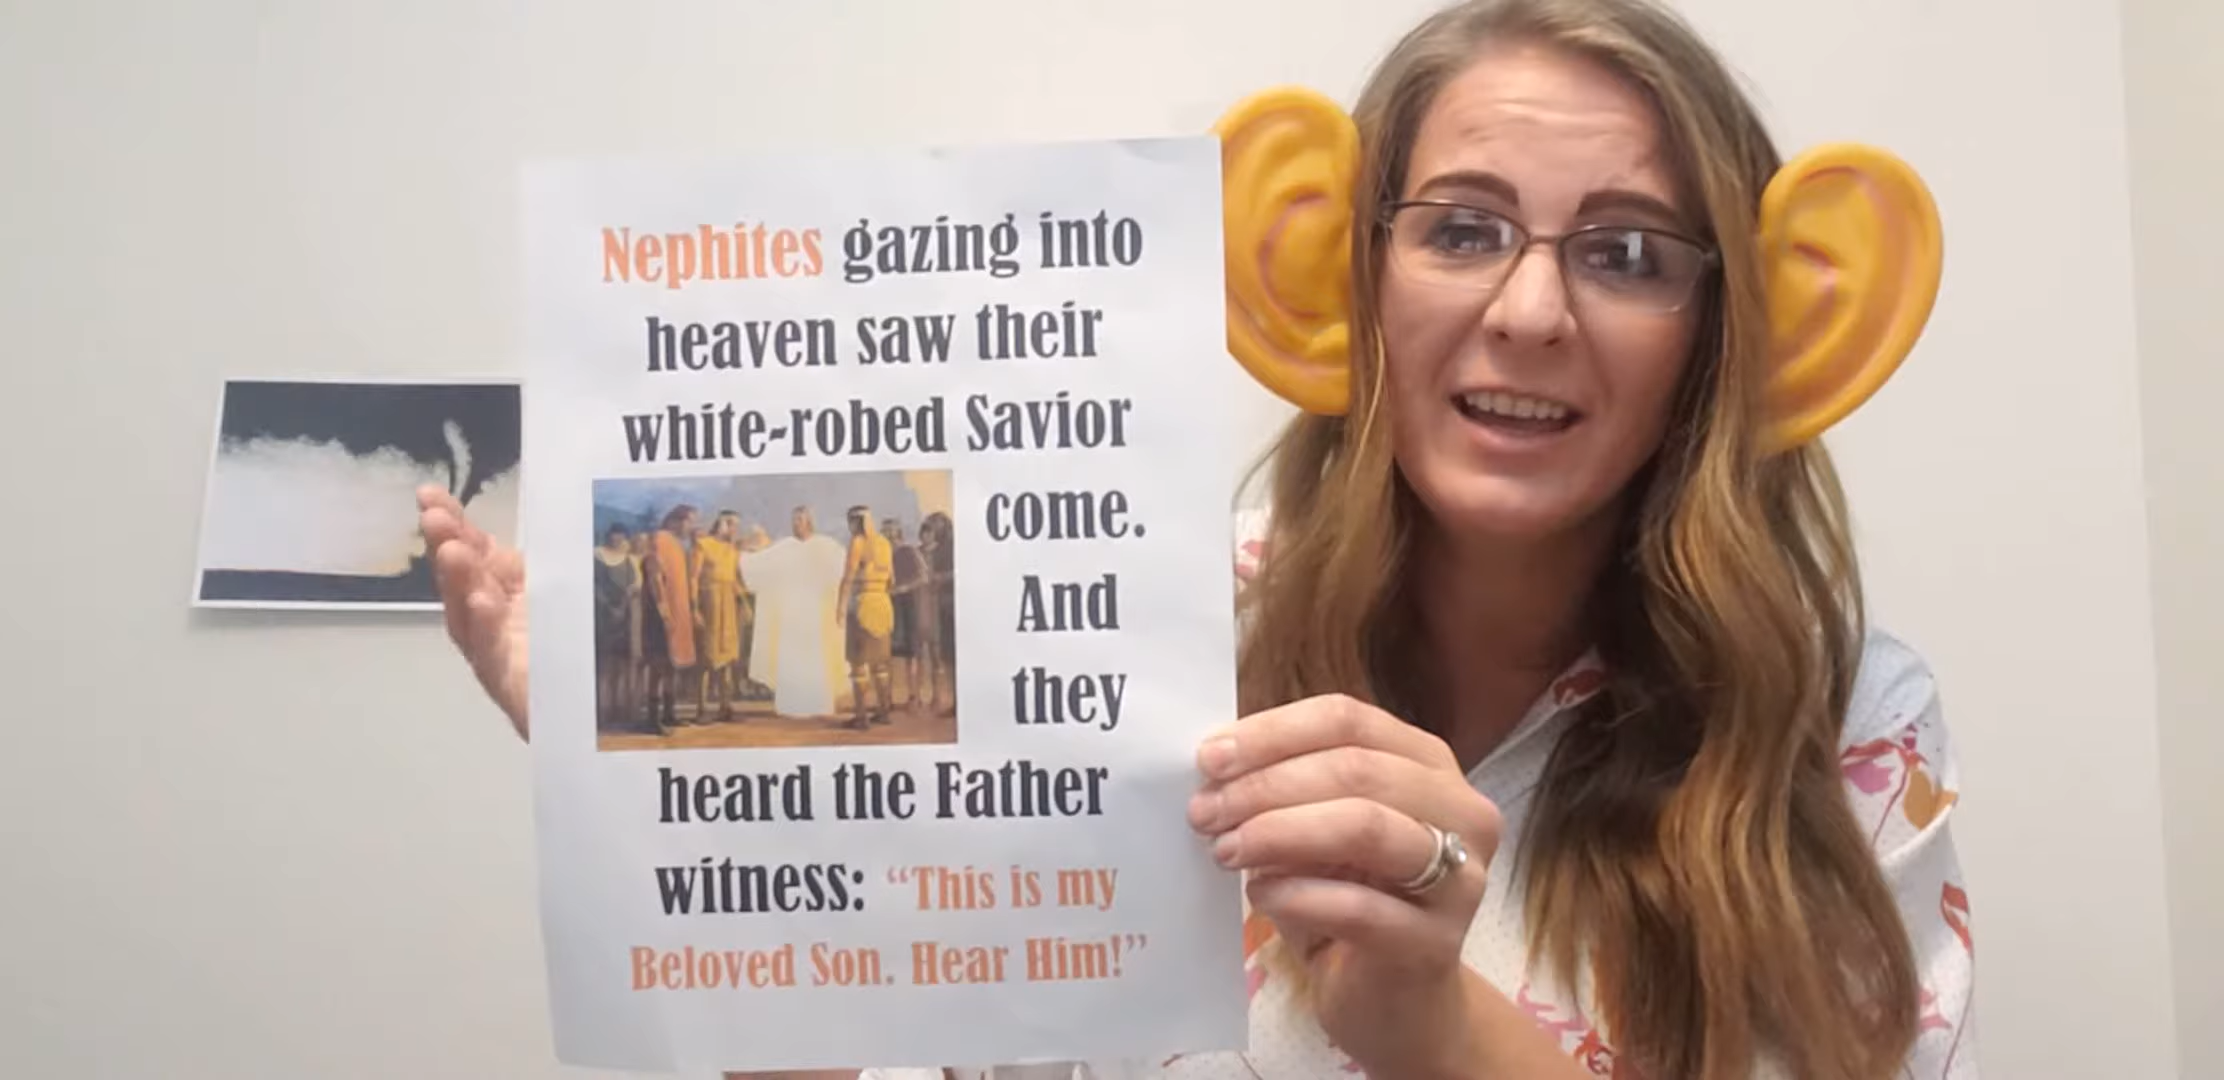 Nephites gazing into
heaven saw their
white-robed Savior
come.
And
they
heard the Father
witness: “This is my
Beloved Son. Hear Him!”